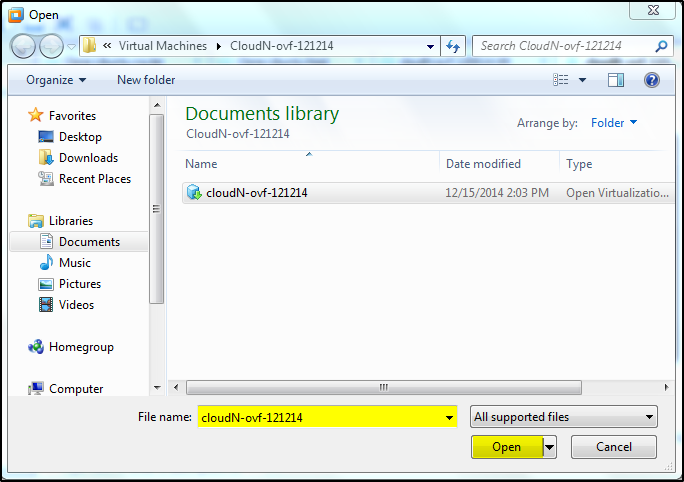 Open
« Virtual Machines CloudN-ovf-121214
Search CloudN-ovf-121214
Organize New folder
Favorites
Desktop
Downloads
Recent Places
Libraries
Documents
Music
Pictures
Videos
Homegroup
Computer
Documents library
CloudN-ovf-121214
Arrange by: Folder
Name Date modified Type
cloudN-ovf-121214 12/15/2014 2:03 PM Open Virtualizatio...
File name: cloudN-ovf-121214 All supported files
Open Cancel